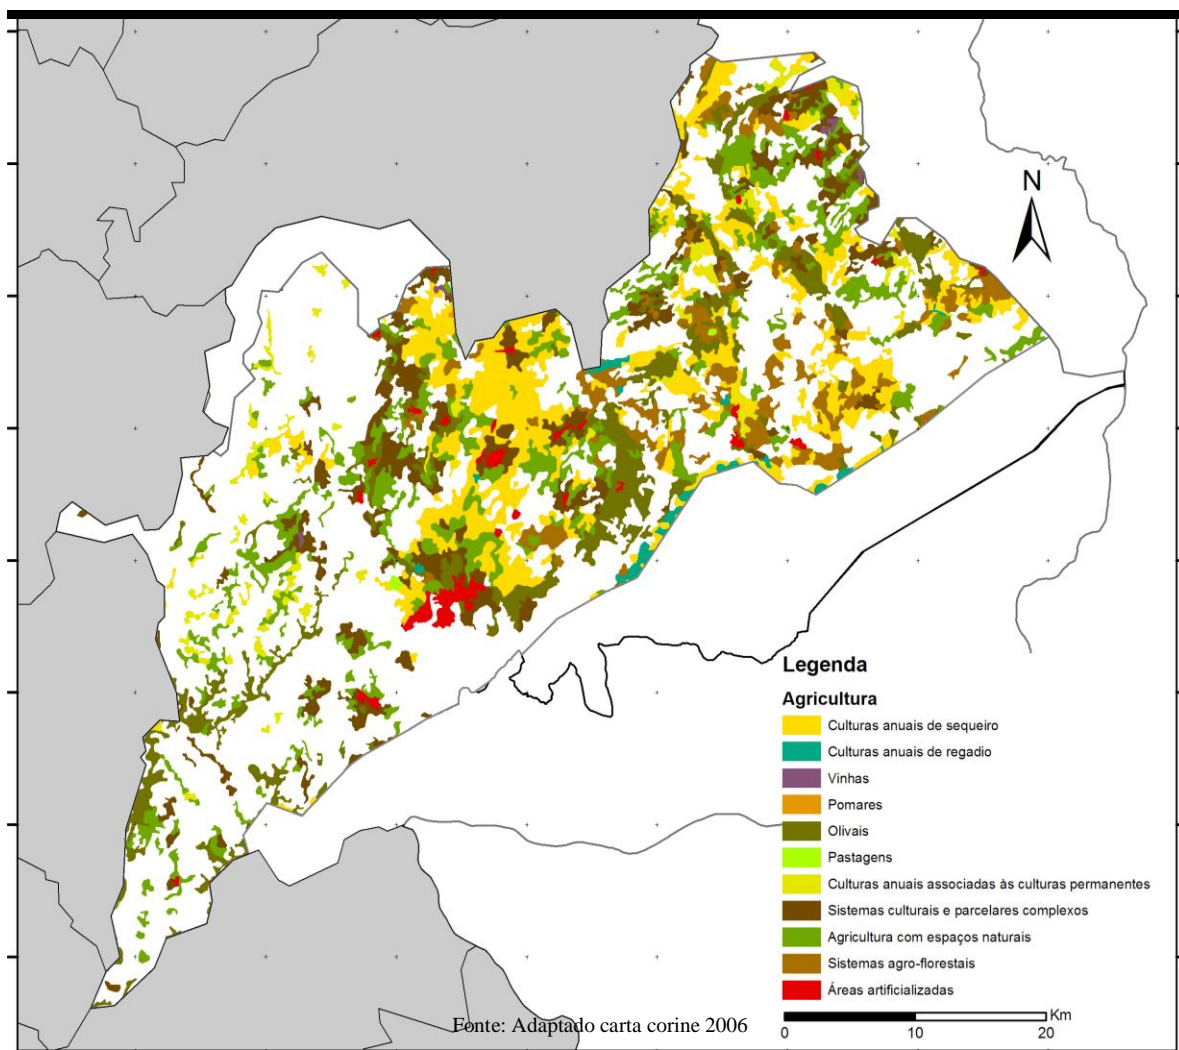 N
Legenda
Agricultura
Culturas anuais de sequeiro
Culturas anuais de regadio
Vinhas
Pomares
Olivais
Pastagens
Culturas anuais associadas às culturas permanentes
Sistemas culturais e parcelares complexos
Agricultura com espaços naturais
Sistemas agro-florestais
Áreas artificializadas
Km
0 10 20
Fonte: Adaptado carta corine 2006